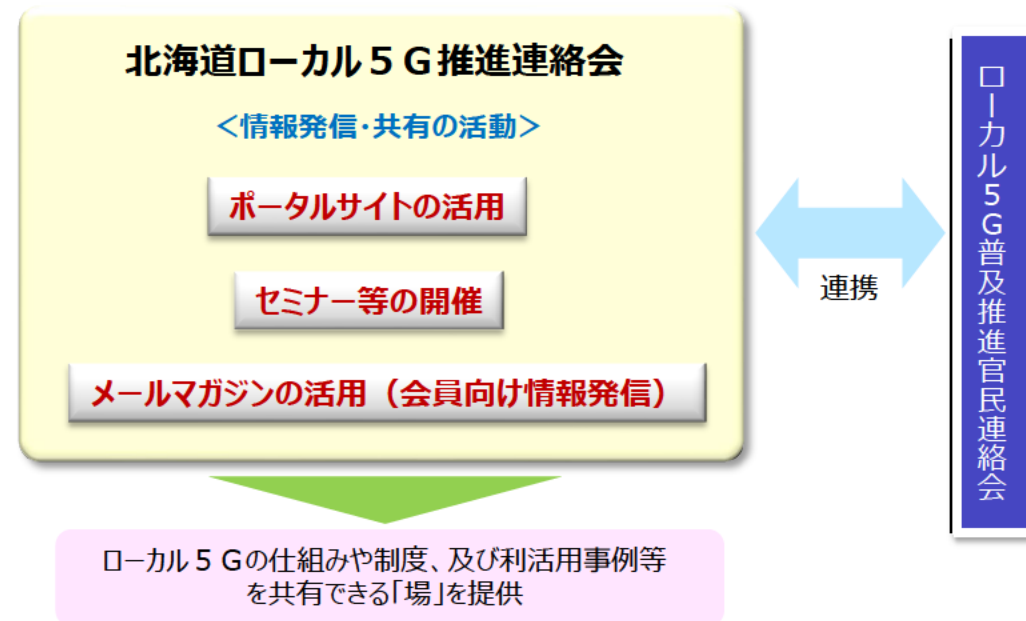 北海道ローカル５Ｇ推進連絡会
＜情報発信・共有の活動＞
ポータルサイトの活用
セミナー等の開催
メールマガジンの活用（会員向け情報発信）
連携
ローカル５Ｇ普及推進官民連絡会
ローカル５Ｇの仕組みや制度、及び利活用事例等
を共有できる「場」を提供